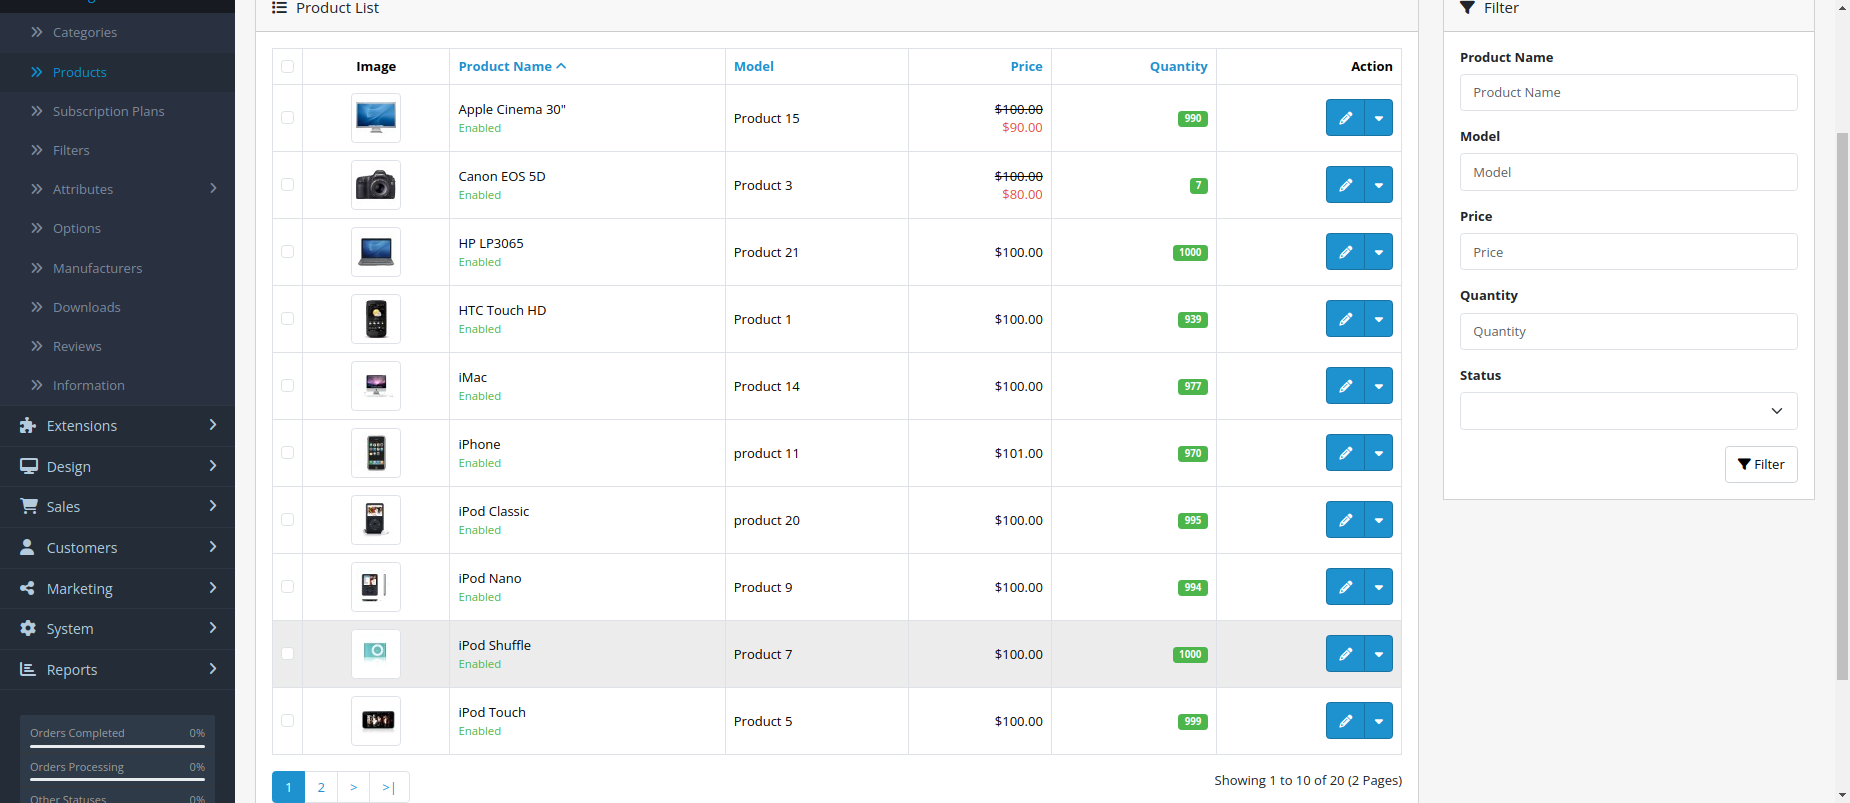 Categories
Products
Subscription Plans
Filters
Attributes
Options
Manufacturers
Downloads
Reviews
Information
Extensions
Design
Sales
Customers
Marketing
System
Reports
Orders Completed 0%
Orders Processing 0%
Other Statuses 0%
Product List
Image Product Name Model Price Quantity Action
Apple Cinema 30"
Enabled
Product 15
$100.00
$90.00
990
Canon EOS 5D
Enabled
Product 3
$100.00
$80.00
7
HP LP3065
Enabled
Product 21
$100.00
1000
HTC Touch HD
Enabled
Product 1
$100.00
939
iMac
Enabled
Product 14
$100.00
977
iPhone
Enabled
product 11
$101.00
970
iPod Classic
Enabled
product 20
$100.00
995
iPod Nano
Enabled
Product 9
$100.00
994
iPod Shuffle
Enabled
Product 7
$100.00
1000
iPod Touch
Enabled
Product 5
$100.00
999
1 2 > >|
Showing 1 to 10 of 20 (2 Pages)
Filter
Product Name
Product Name
Model
Model
Price
Price
Quantity
Quantity
Status
Filter